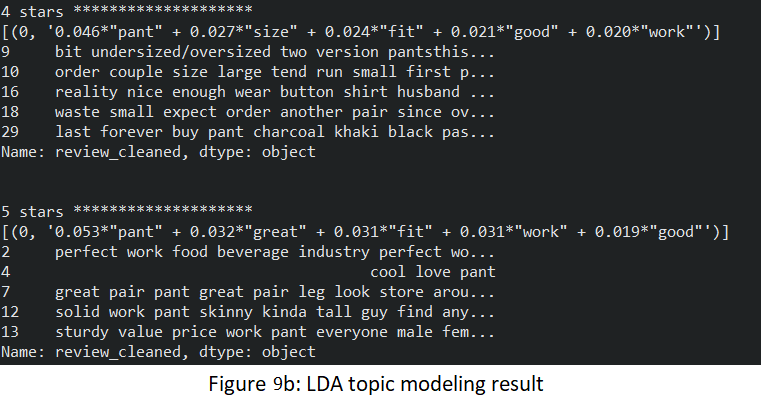 4 stars ********************
[(0, '0.046*"pant" + 0.027*"size" + 0.024*"fit" + 0.021*"good" + 0.020*"work"')]
9     bit undersized/oversized two version pantsthis...
10    order couple size large tend run small first p...
16    reality nice enough wear button shirt husband ...
18    waste small expect order another pair since ov...
29    last forever buy pant charcoal khaki black pas...
Name: review_cleaned, dtype: object
5 stars ********************
[(0, '0.053*"pant" + 0.032*"great" + 0.031*"fit" + 0.031*"work" + 0.019*"good"')]
2     perfect work food beverage industry perfect wo...
4                                        cool love pant
7     great pair pant great pair leg look store arou...
12    solid work pant skinny kinda tall guy find any...
13    sturdy value price work pant everyone male fem...
Name: review_cleaned, dtype: object
Figure 9b: LDA topic modeling result